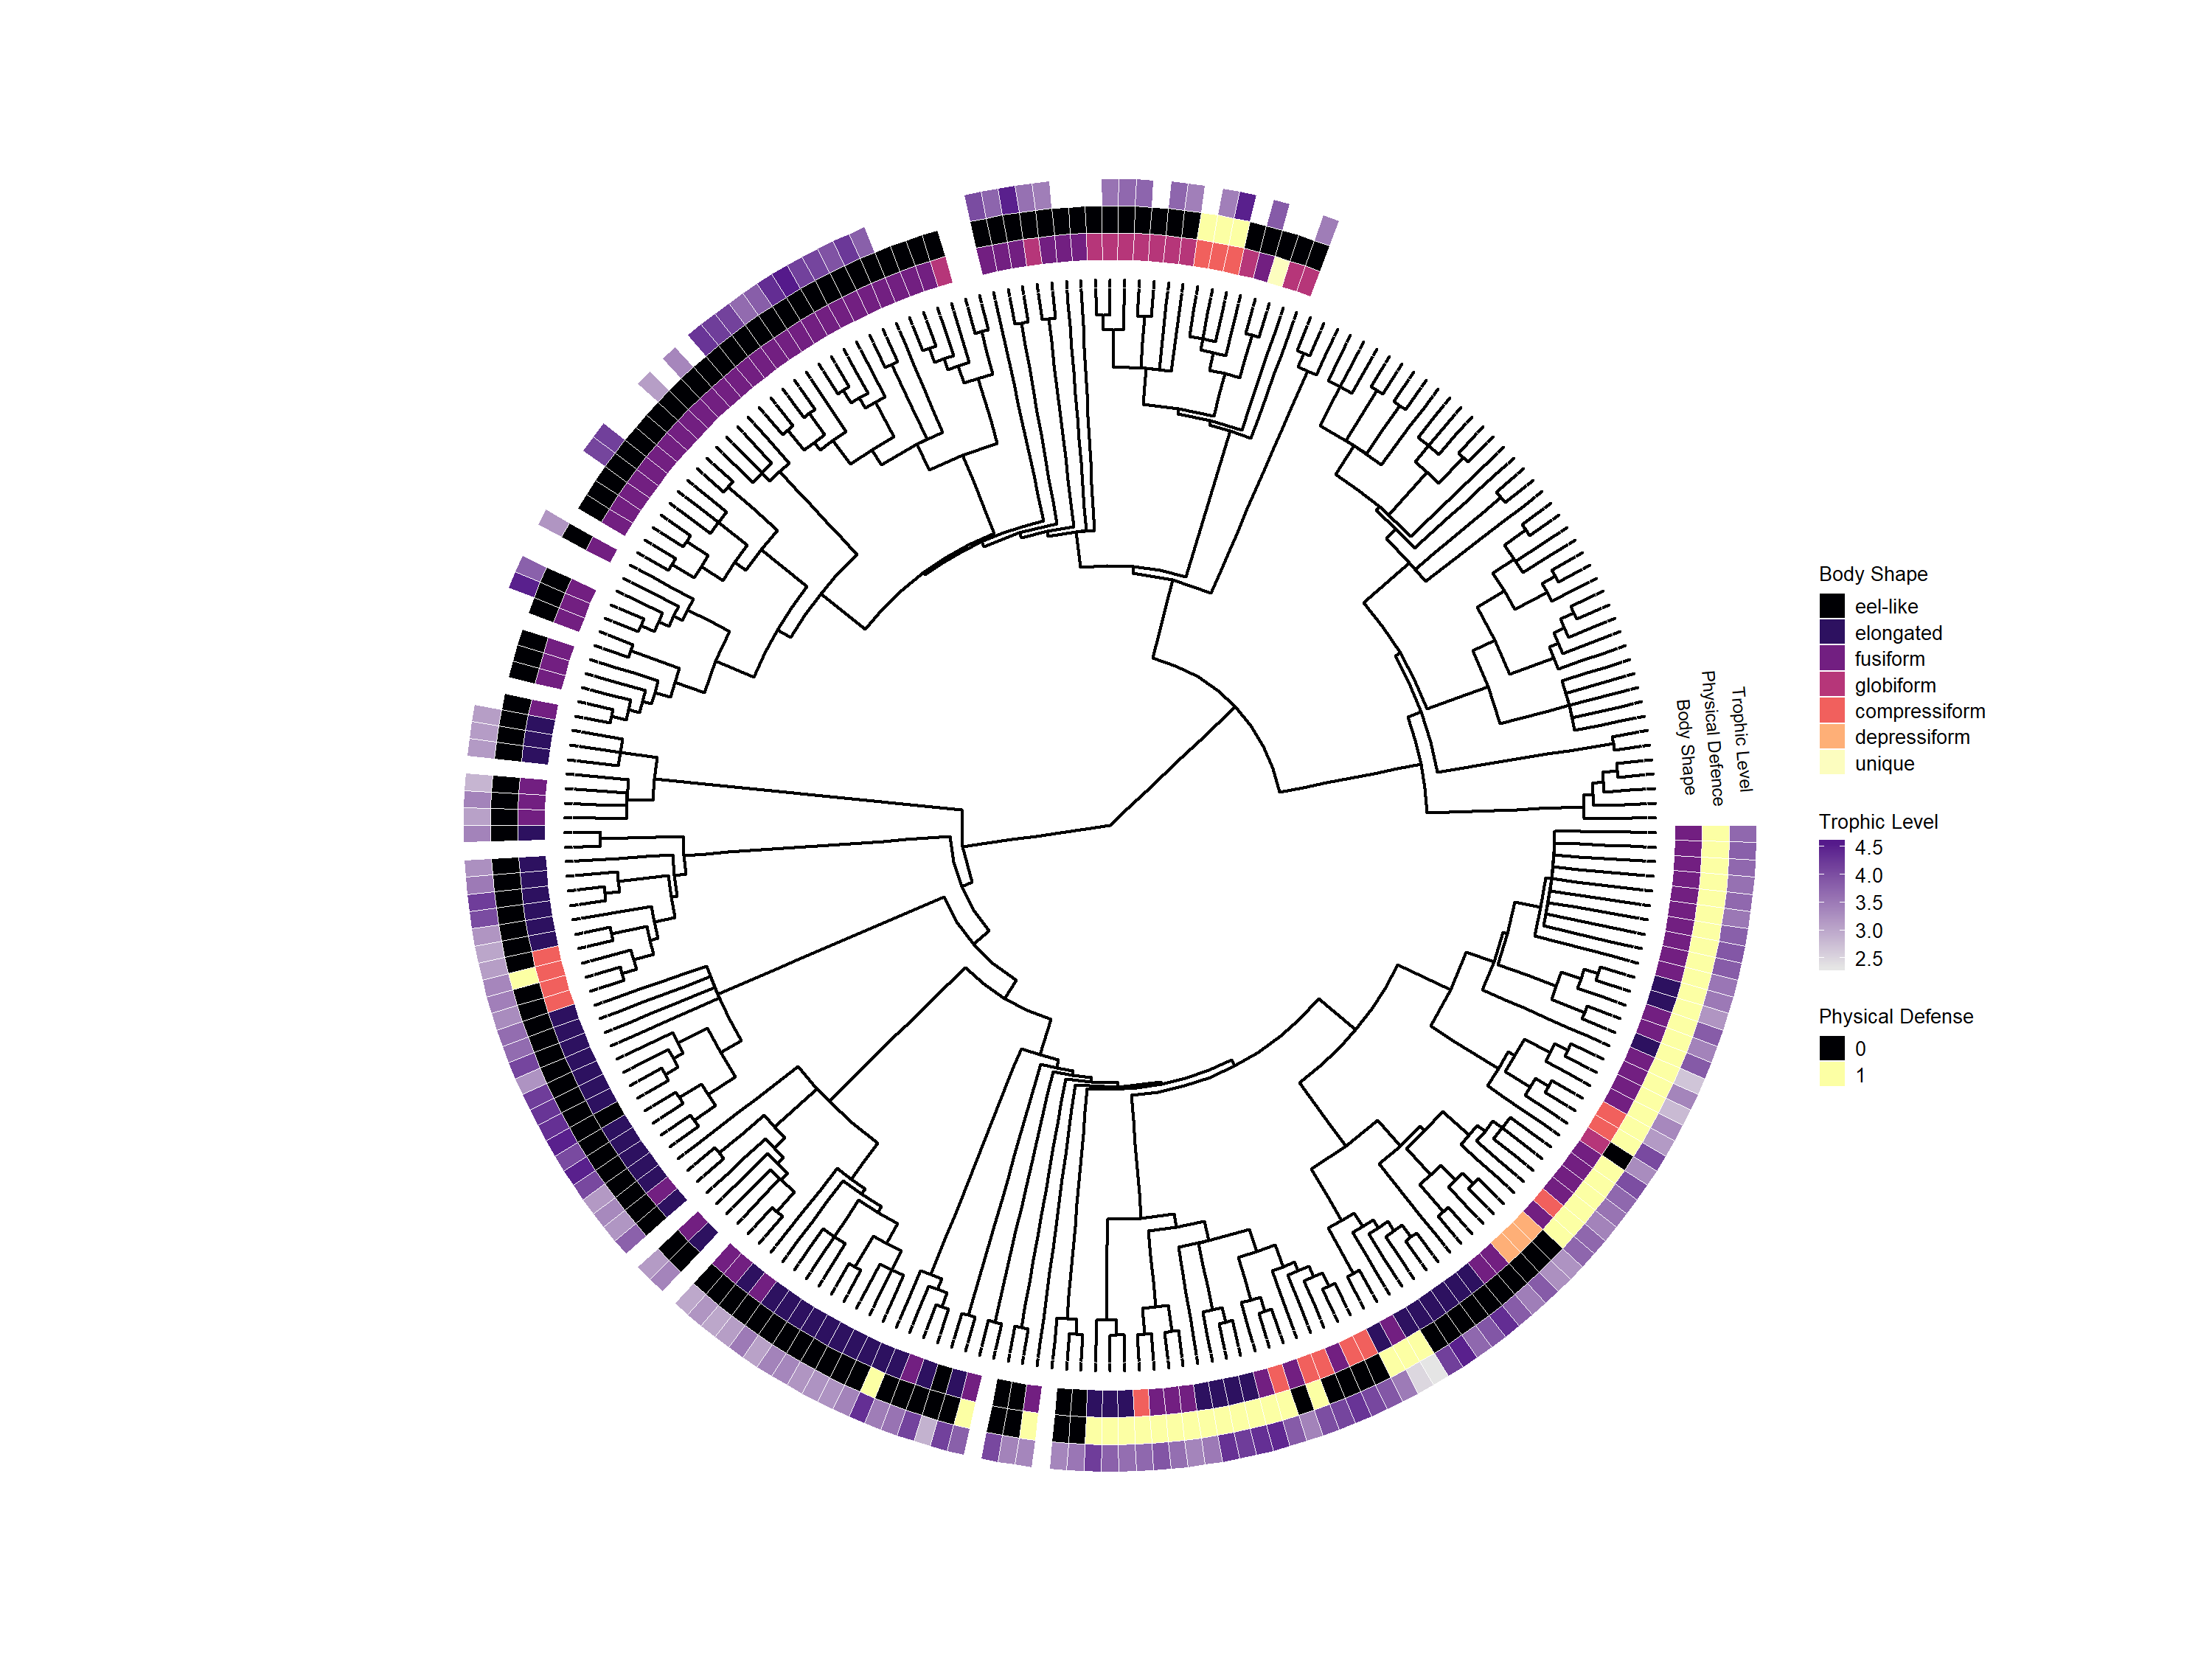 Body Shape
Physical Defence
Trophic Level
Body Shape
eel-like
elongated
fusiform
globiform
compressiform
depressiform
unique
Trophic Level
4.5
4.0
3.5
3.0
2.5
Physical Defense
0
1